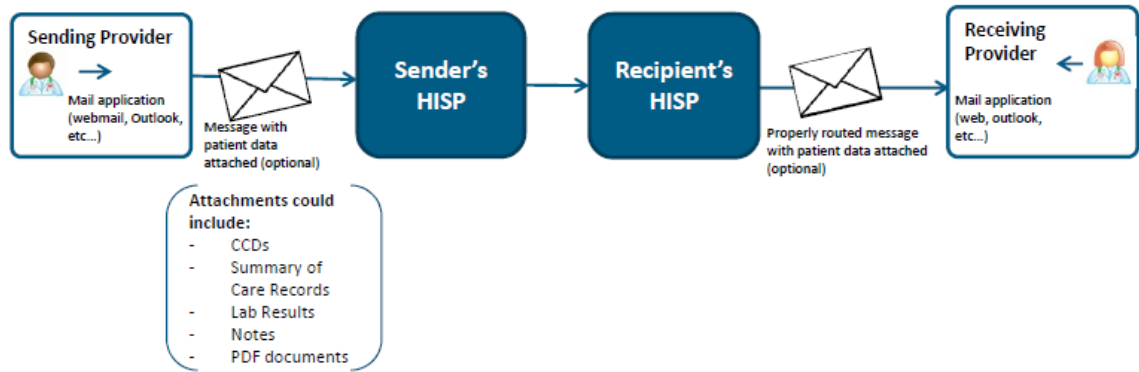 Sending Provider
Mail application
(webmail, Outlook,
etc...)
Message with
patient data
attached (optional)
Sender's
HISP
Recipient's
HISP
Properly routed message
with patient data attached
(optional)
Receiving
Provider
Mail application
(web, outlook,
etc...)
Attachments could
include:
- CCDs
- Summary of
Care Records
- Lab Results
- Notes
- PDF documents